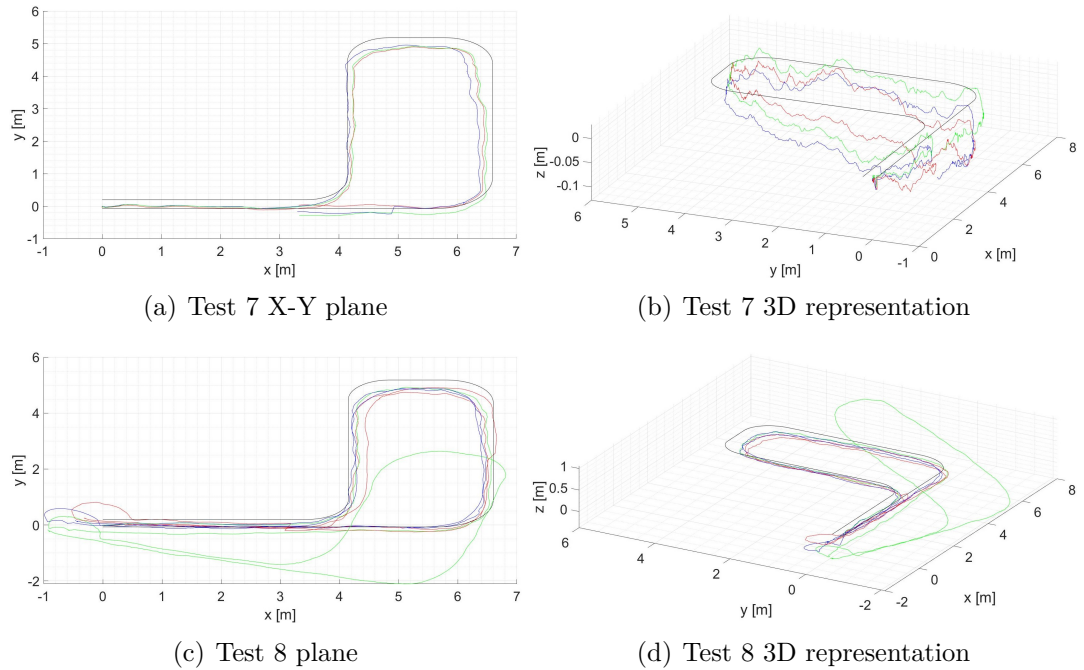 6
5
4
3
2
1
0
-1
y [m]
-1 0 1 2 3 4 5 6 7
x [m]
(a) Test 7 X-Y plane
0
-0.05
-0.1
z [m]
6 5 4 3 2 1 0 -1
y [m]
0 2 4 6 8
x [m]
(b) Test 7 3D representation
6
4
2
0
-2
y [m]
-1 0 1 2 3 4 5 6 7
x [m]
(c) Test 8 plane
1
0.5
0
z [m]
6 4 2 0 -2
y [m]
-2 0 2 4 6 8
x [m]
(d) Test 8 3D representation